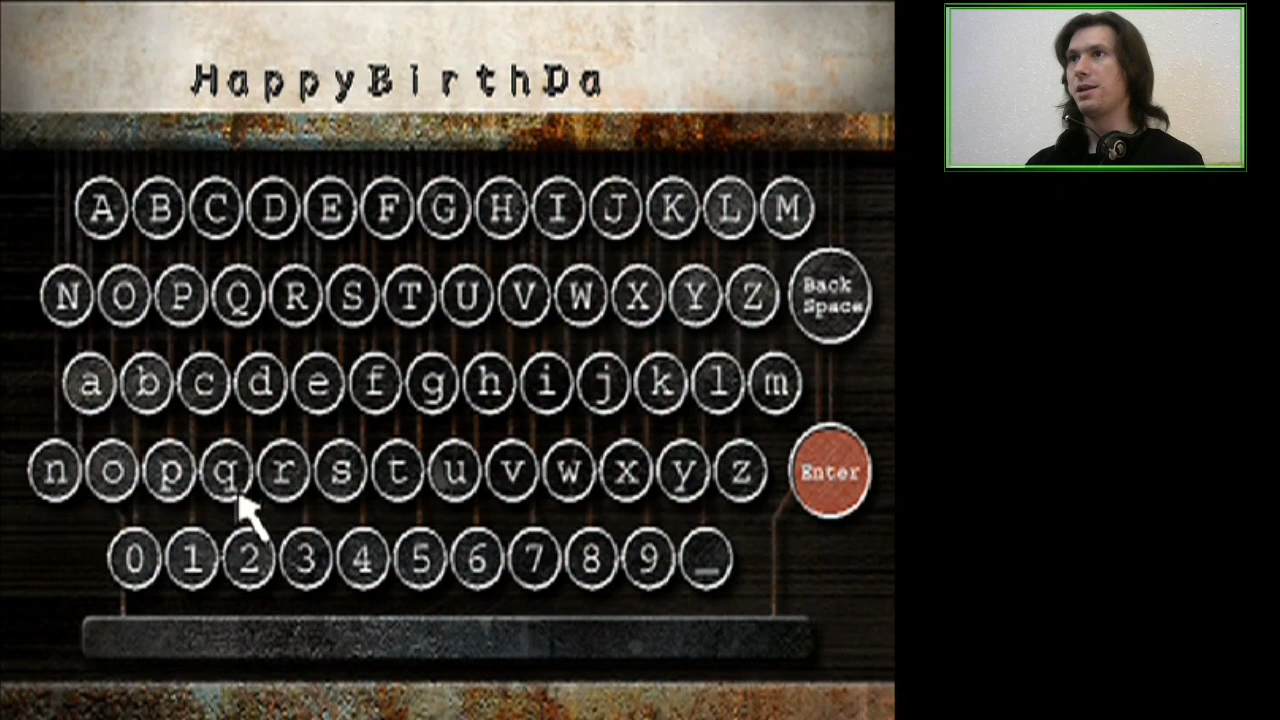 HappyBirthDa
A B C D E F G H I J K L M
N O P Q R S T U V W X Y Z
Back
Space
a b c d e f g h i j k l m
n o p q r s t u v w x y z
Enter
0 1 2 3 4 5 6 7 8 9 _